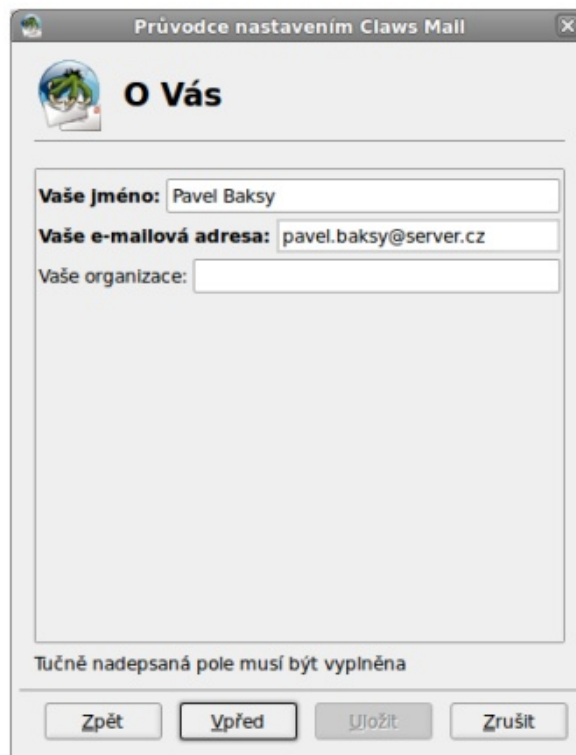 Průvodce nastavením Claws Mail
O Vás
Vaše jméno: Pavel Baksy
Vaše e-mailová adresa: pavel.baksy@server.cz
Vaše organizace:
Tučně nadepsaná pole musí být vyplněna
Zpět Vpřed Uložit Zrušit